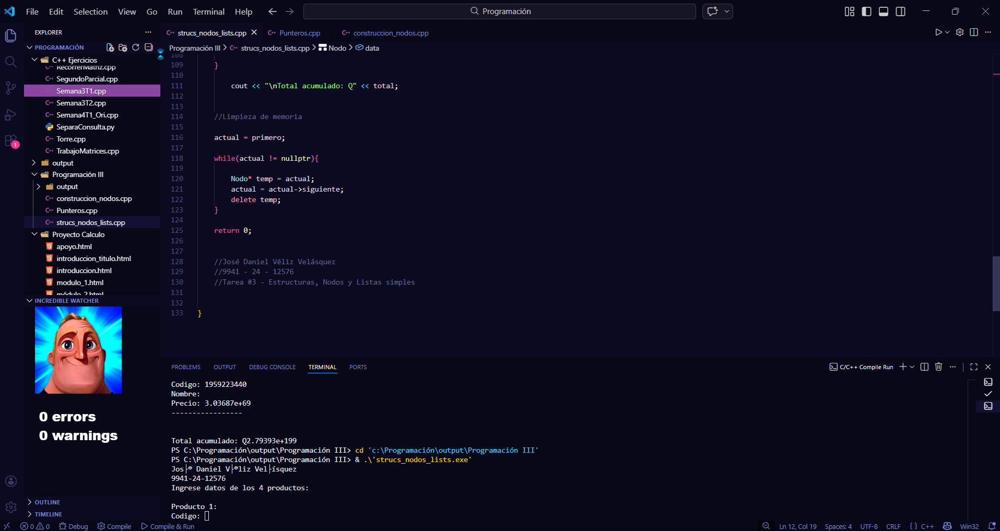 File Edit Selection View Go Run Terminal Help
Programación
EXPLORER
PROGRAMACIÓN
C++ Ejercicios
RecorrerMatriz.cpp
SegundoParcial.cpp
Semana3T1.cpp
Semana3T2.cpp
Semana4T1_Ori.cpp
SeparaConsulta.py
Torre.cpp
TrabajoMatrices.cpp
output
Programación III
output
construccion_nodos.cpp
Punteros.cpp
strucs_nodos_lists.cpp
Proyecto Calculo
apoyo.html
introduccion_titulo.html
introduccion.html
modulo_1.html
módulo_2.html
INCREDIBLE WATCHER
0 errors
0 warnings
OUTLINE
TIMELINE
1
strucs_nodos_lists.cpp Punteros.cpp construccion_nodos.cpp
Programación III > strucs_nodos_lists.cpp > Nodo > data
108
109 }
110
111 cout << "\nTotal acumulado: Q" << total;
112
113
114 //Limpieza de memoria
115
116 actual = primero;
117
118 while(actual != nullptr){
119
120 Nodo* temp = actual;
121 actual = actual->siguiente;
122 delete temp;
123 }
124
125 return 0;
126
127
128 //José Daniel Véliz Velásquez
129 //9941 - 24 - 12576
130 //Tarea #3 - Estructuras, Nodos y Listas simples
131
132
133 }
PROBLEMS OUTPUT DEBUG CONSOLE TERMINAL PORTS
C/C++ Compile Run
Codigo: 1959223440
Nombre:
Precio: 3.03687e+69
-----------------
Total acumulado: Q2.79393e+199
PS C:\Programación\output\Programación III> cd 'c:\Programación\output\Programación III'
PS C:\Programación\output\Programación III> & .\'strucs_nodos_lists.exe'
Jos├® Daniel V├®liz Vel├ísquez
9941-24-12576
Ingrese datos de los 4 productos:
Producto 1:
Codigo:
0 0 Debug Compile Compile & Run
Ln 12, Col 19 Spaces: 4 UTF-8 CRLF {} C++ Win32